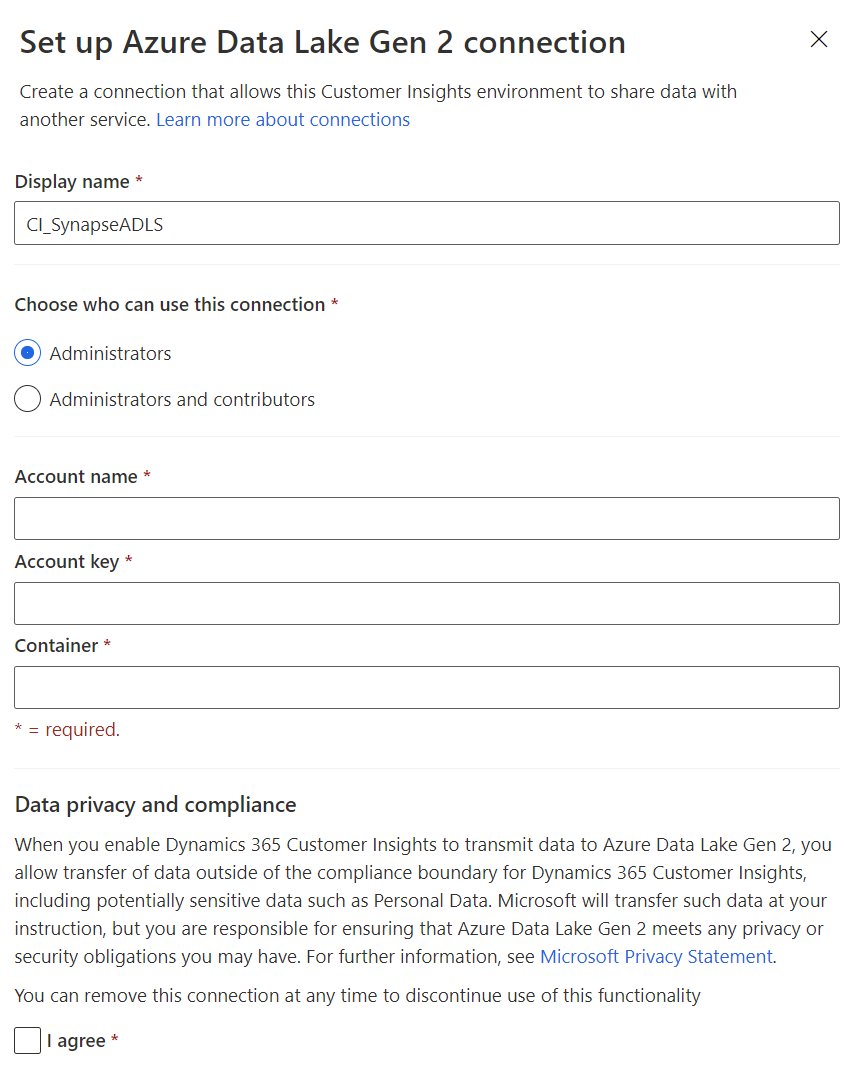 Set up Azure Data Lake Gen 2 connection
Create a connection that allows this Customer Insights environment to share data with
another service. Learn more about connections
Display name *
CI_SynapseADLS
Choose who can use this connection *
Administrators
Administrators and contributors
Account name *
Account key *
Container *
* = required.
Data privacy and compliance
When you enable Dynamics 365 Customer Insights to transmit data to Azure Data Lake Gen 2, you
allow transfer of data outside of the compliance boundary for Dynamics 365 Customer Insights,
including potentially sensitive data such as Personal Data. Microsoft will transfer such data at your
instruction, but you are responsible for ensuring that Azure Data Lake Gen 2 meets any privacy or
security obligations you may have. For further information, see Microsoft Privacy Statement.
You can remove this connection at any time to discontinue use of this functionality
I agree *